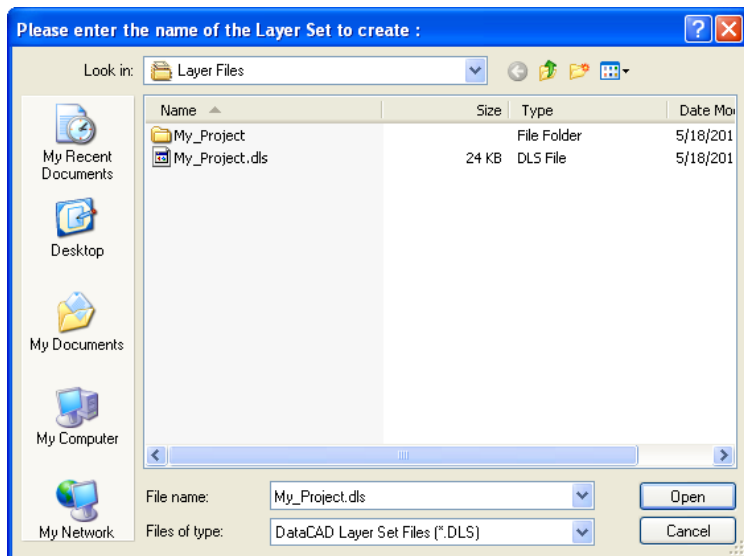 Please enter the name of the Layer Set to create :
Look in: Layer Files
Name Size Type Date Mo
My_Project File Folder 5/18/201
My_Project.dls 24 KB DLS File 5/18/201
My Recent
Documents
Desktop
My Documents
My Computer
My Network
File name: My_Project.dls Open
Files of type: DataCAD Layer Set Files (*.DLS) Cancel